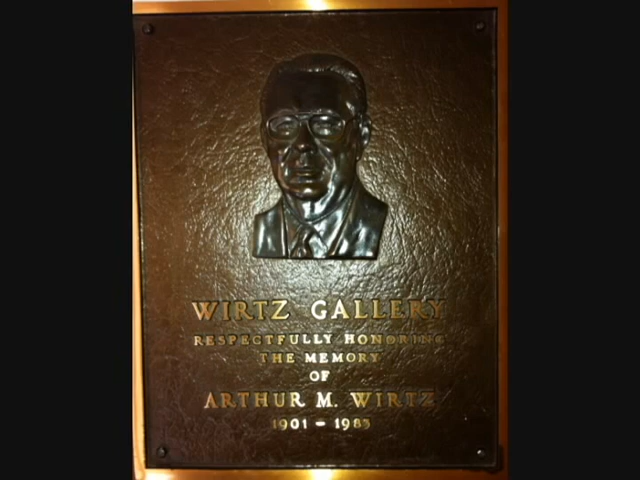 WIRTZ GALLERY
RESPECTFULLY HONORING
THE MEMORY
OF
ARTHUR M. WIRTZ
1901 - 1983